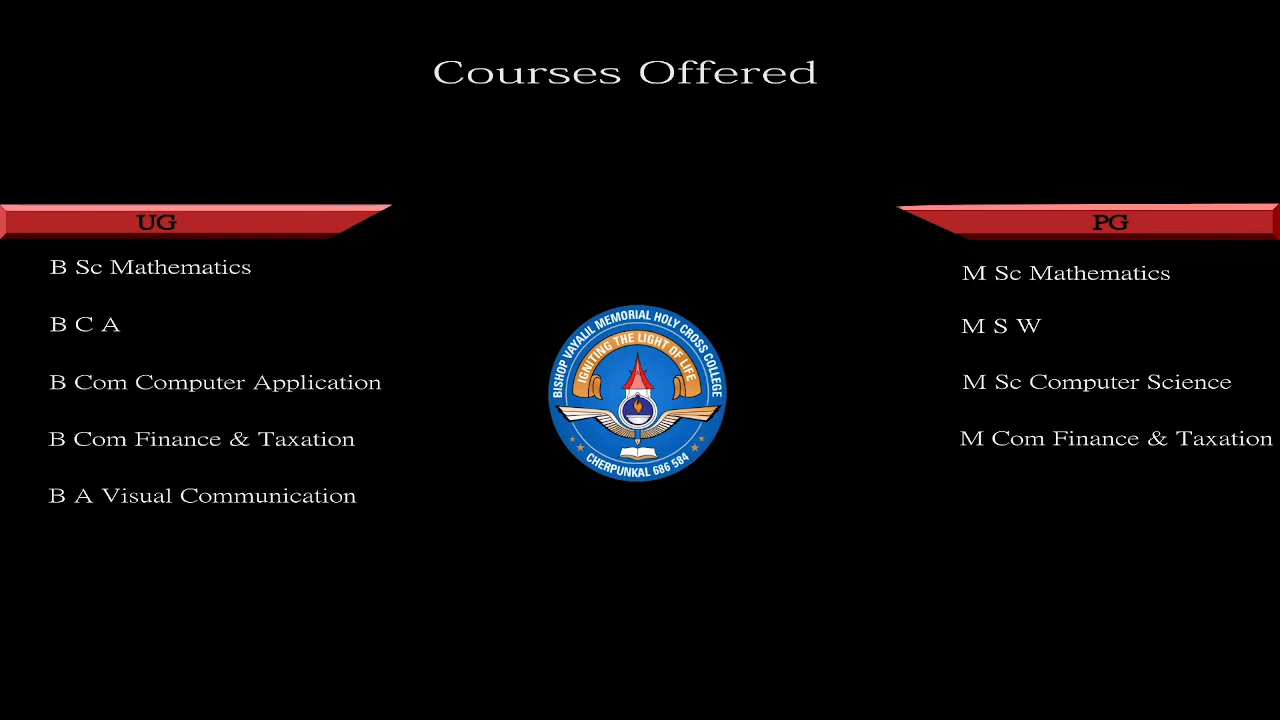 Courses Offered
UG
B Sc Mathematics
B C A
B Com Computer Application
B Com Finance & Taxation
B A Visual Communication
BISHOP VAYALIL MEMORIAL HOLY CROSS COLLEGE
IGNITING THE LIGHT OF LIFE
CHERPUNKAL 686 584
PG
M Sc Mathematics
M S W
M Sc Computer Science
M Com Finance & Taxation